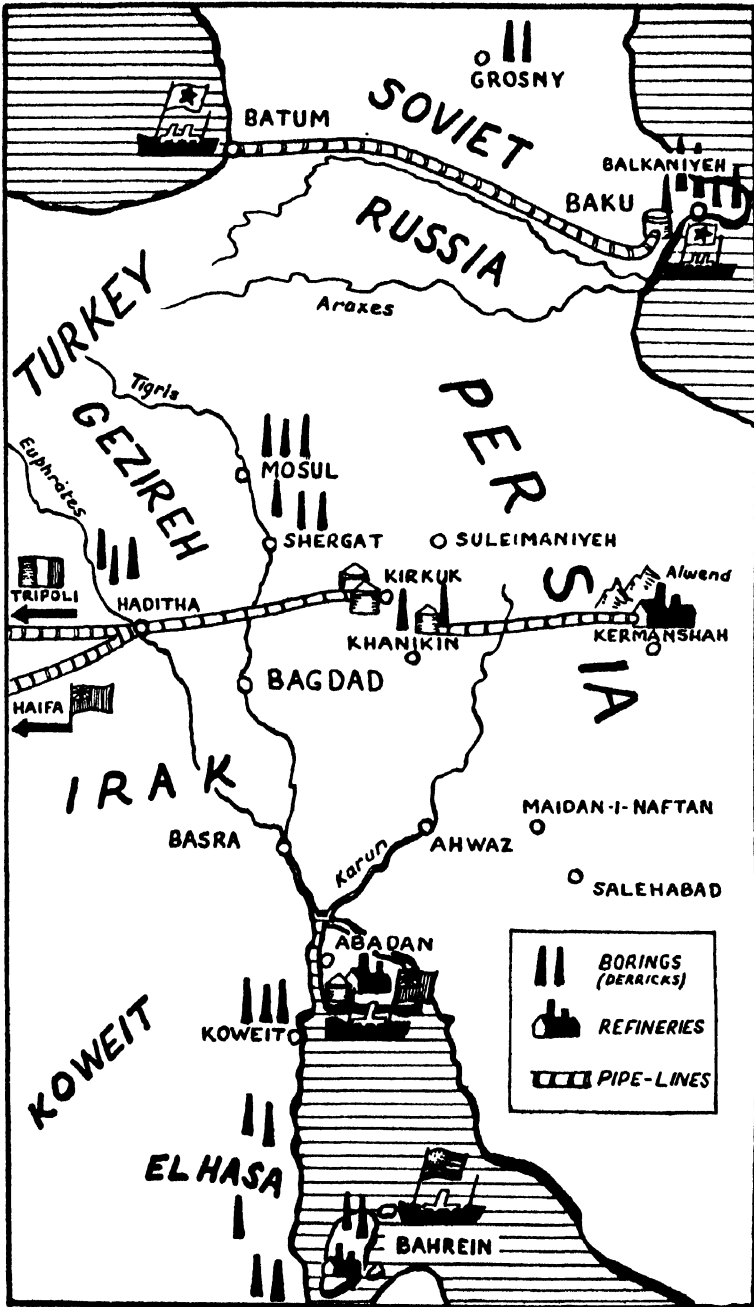 GROSNY
SOVIET
BATUM
BALKANIYEH
BAKU
RUSSIA
Araxes
TURKEY
Tigris
PERSIA
GEZIREH
Euphrates
MOSUL
SHERGAT
SULEIMANIYEH
KIRKUK
Alwend
TRIPOLI
HADITHA
KHANIKIN
KERMANSHAH
BAGDAD
HAIFA
IRAK
MAIDAN-I-NAFTAN
BASRA
Karun
AHWAZ
SALEHABAD
ABADAN
BORINGS
(DERRICKS)
KOWEIT
REFINERIES
KOWEIT
PIPE-LINES
EL HASA
BAHREIN